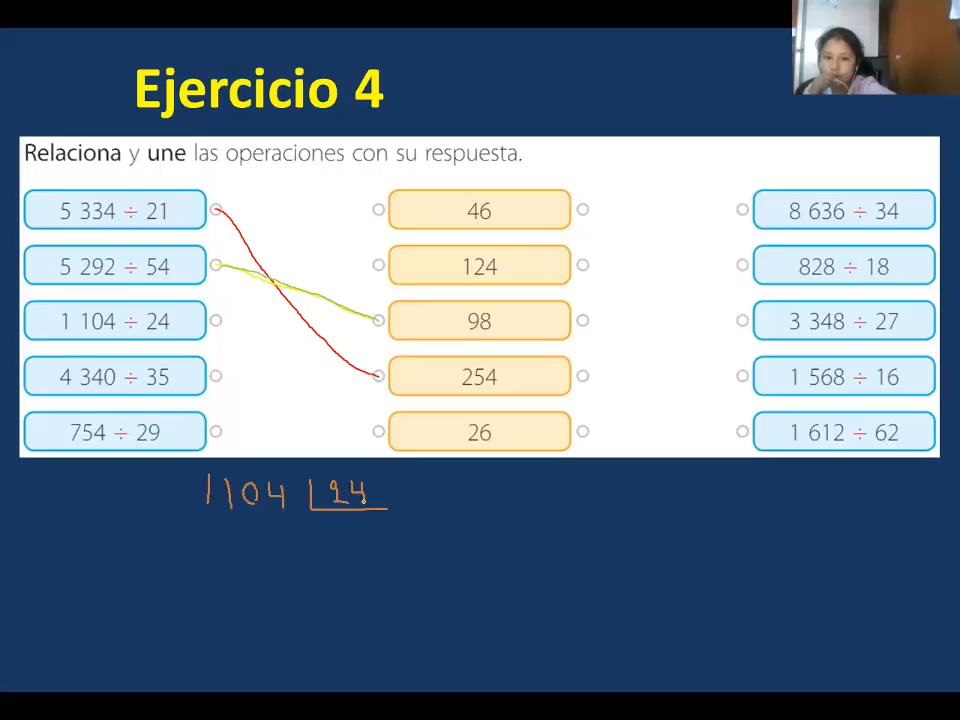 Ejercicio 4
Relaciona y une las operaciones con su respuesta.
5 334 ÷ 21 46 8 636 ÷ 34
5 292 ÷ 54 124 828 ÷ 18
1 104 ÷ 24 98 3 348 ÷ 27
4 340 ÷ 35 254 1 568 ÷ 16
754 ÷ 29 26 1 612 ÷ 62
1104 24